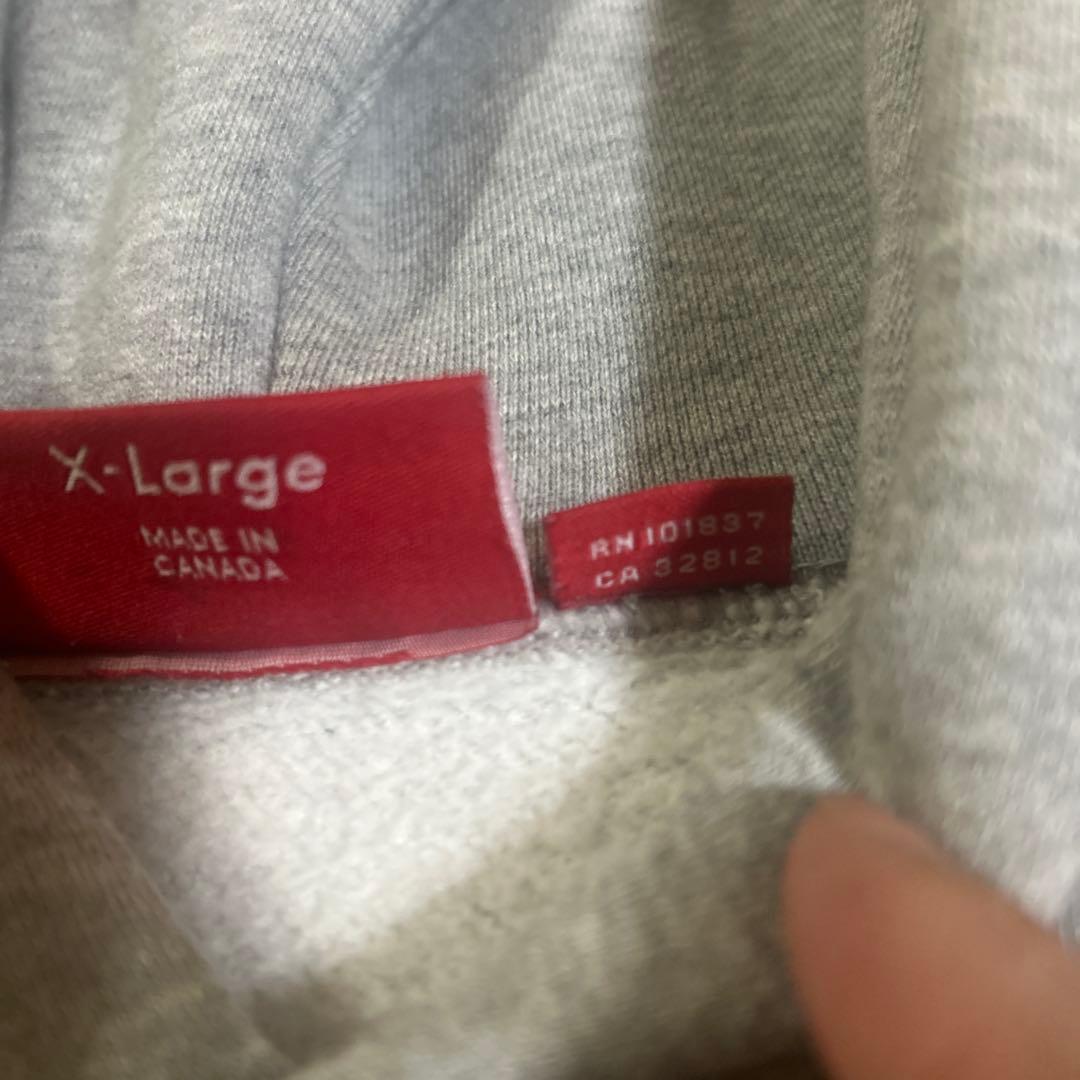 X-Large
MADE IN
CANADA
RN 101837
CA 32812